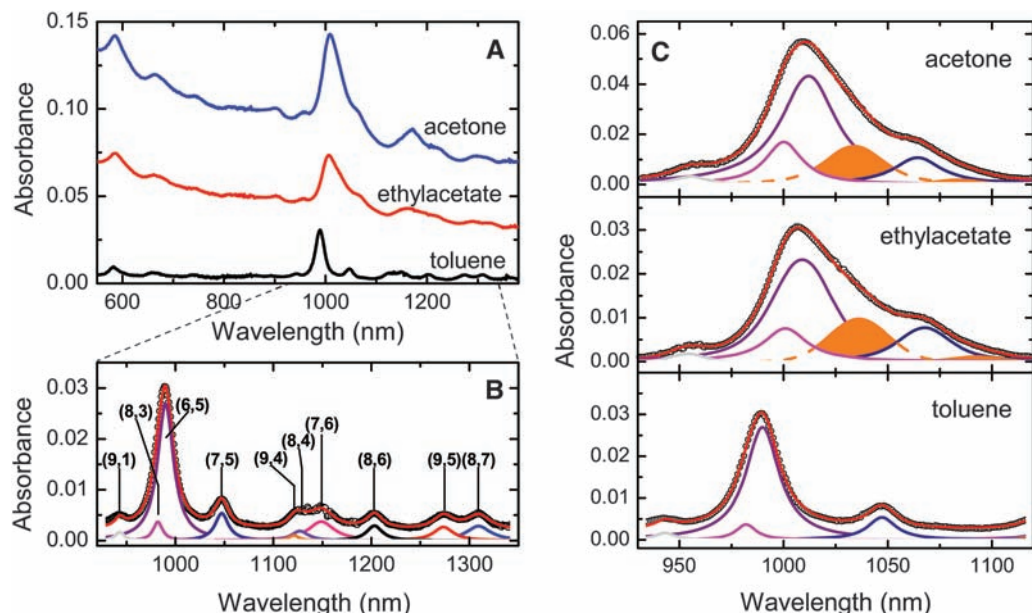 A
0.15
0.10
0.05
0.00
Absorbance
acetone
ethylacetate
toluene
600 800 1000 1200
Wavelength (nm)
B
0.03
0.02
0.01
0.00
Absorbance
(9,1)
(8,3)
(6,5)
(7,5)
(9,4)
(8,4)
(7,6)
(8,6)
(9,5)
(8,7)
1000 1100 1200 1300
Wavelength (nm)
C
acetone
0.06
0.04
0.02
0.00
ethylacetate
0.03
0.02
0.01
0.00
Absorbance
toluene
0.03
0.02
0.01
0.00
950 1000 1050 1100
Wavelength (nm)